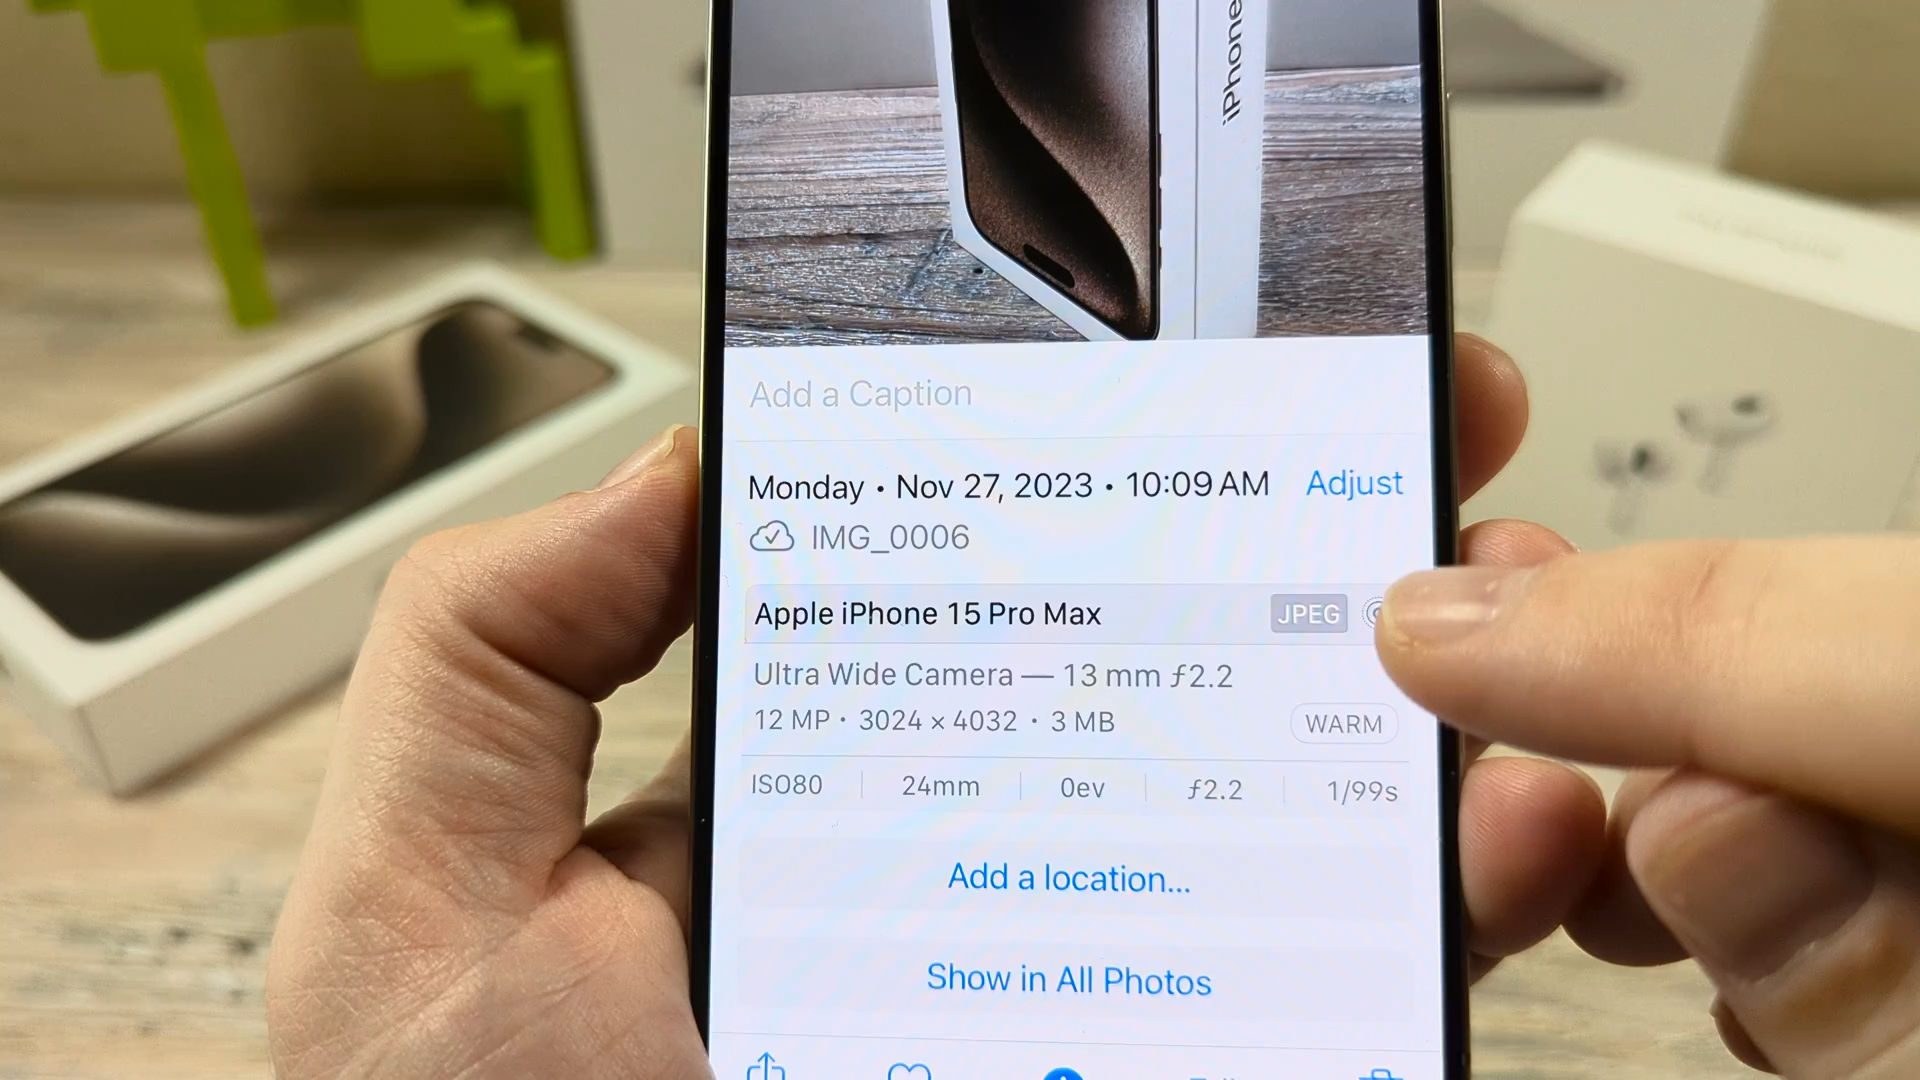 iPhone
Add a Caption
Monday • Nov 27, 2023 • 10:09 AM Adjust
IMG_0006
Apple iPhone 15 Pro Max JPEG
Ultra Wide Camera — 13 mm ƒ2.2
12 MP • 3024 × 4032 • 3 MB WARM
ISO80 24mm 0ev ƒ2.2 1/99s
Add a location...
Show in All Photos